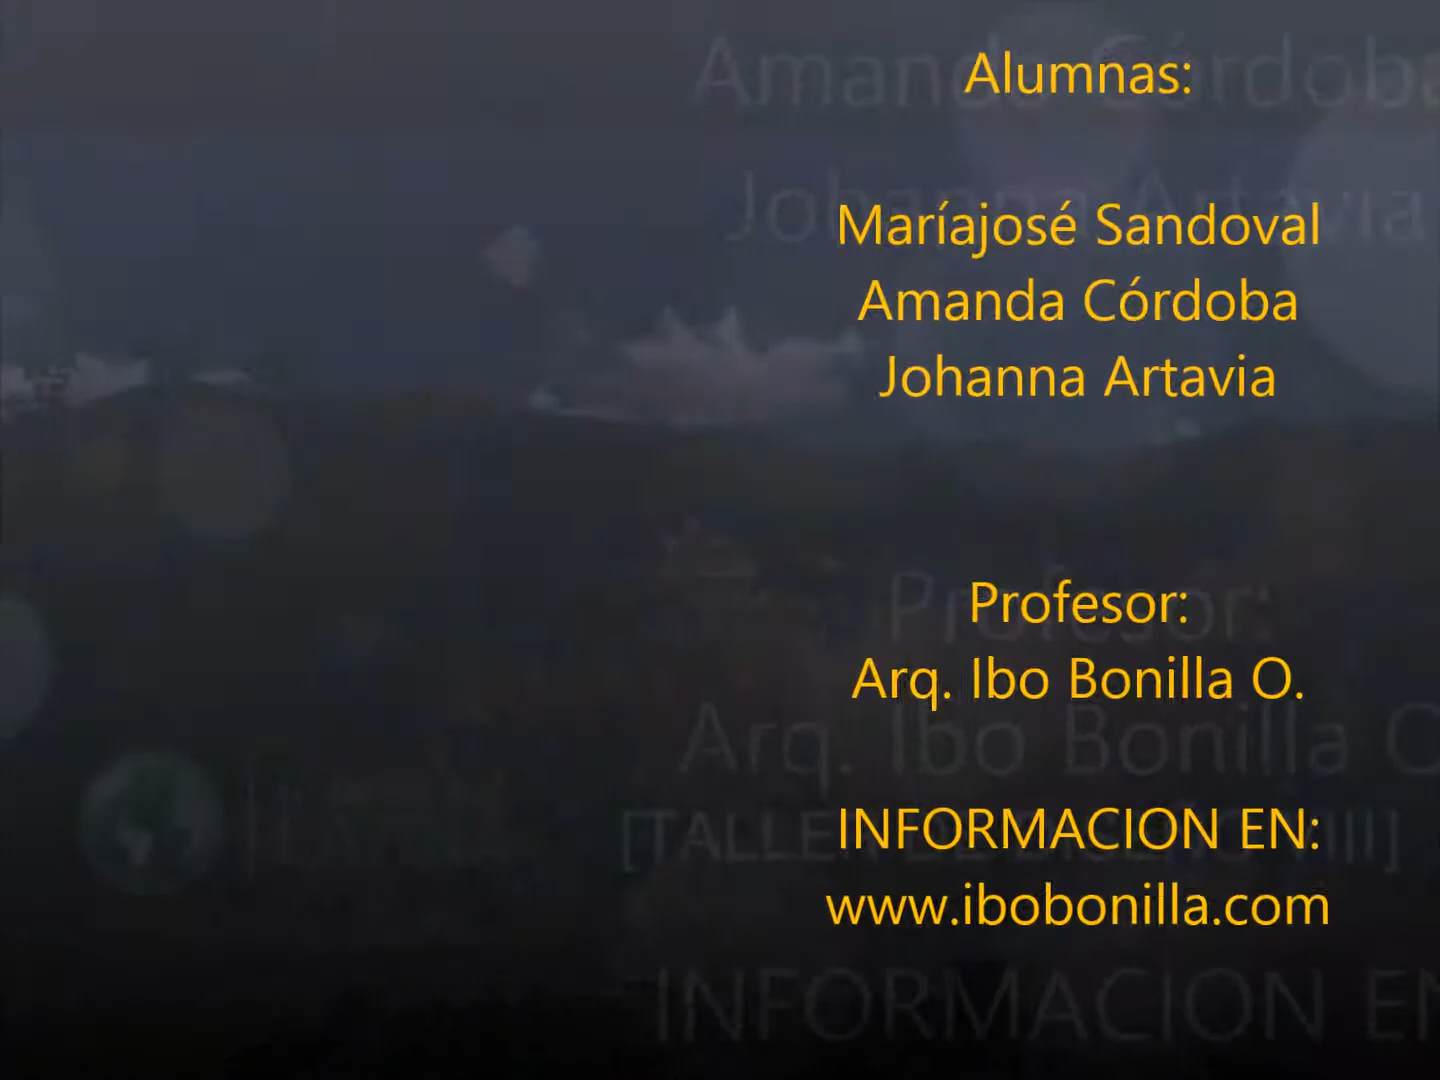 Alumnas:
Maríajosé Sandoval
Amanda Córdoba
Johanna Artavia
Profesor:
Arq. Ibo Bonilla O.
INFORMACION EN:
www.ibobonilla.com